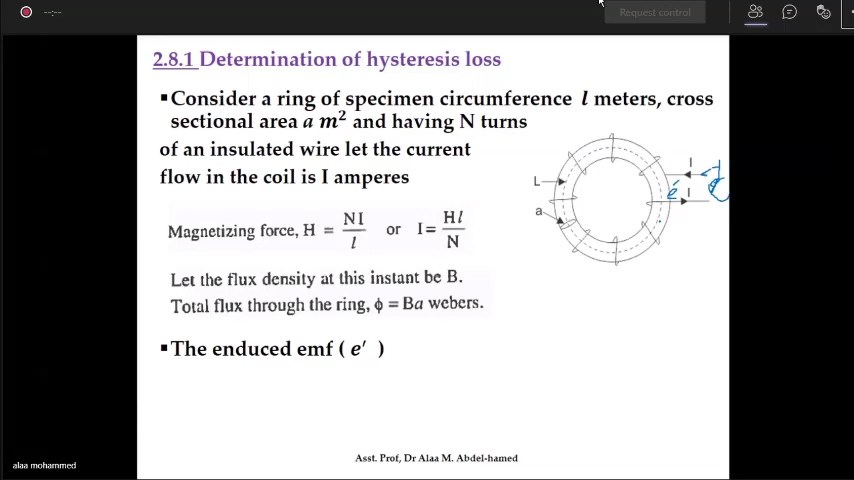 Request control
--:--
2.8.1 Determination of hysteresis loss
▪Consider a ring of specimen circumference l meters, cross
sectional area a m² and having N turns
of an insulated wire let the current
flow in the coil is I amperes
Magnetizing force, H = NI/l or I = Hl/N
Let the flux density at this instant be B.
Total flux through the ring, ϕ = Ba webers.
▪The enduced emf ( e′ )
L
a
I
I
é
Asst. Prof, Dr Alaa M. Abdel-hamed
alaa mohammed